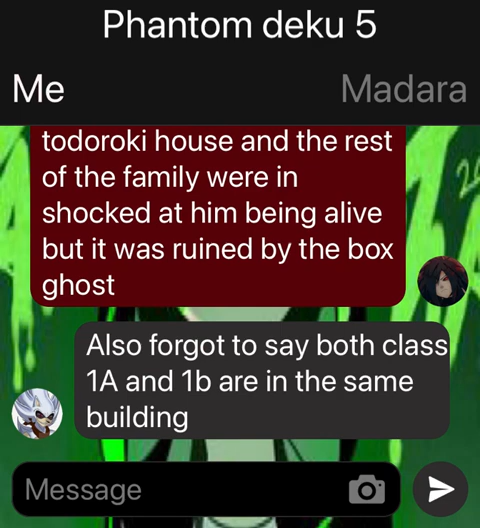 Phantom deku 5
Me
Madara
todoroki house and the rest
of the family were in
shocked at him being alive
but it was ruined by the box
ghost
Also forgot to say both class
1A and 1b are in the same
building
Message